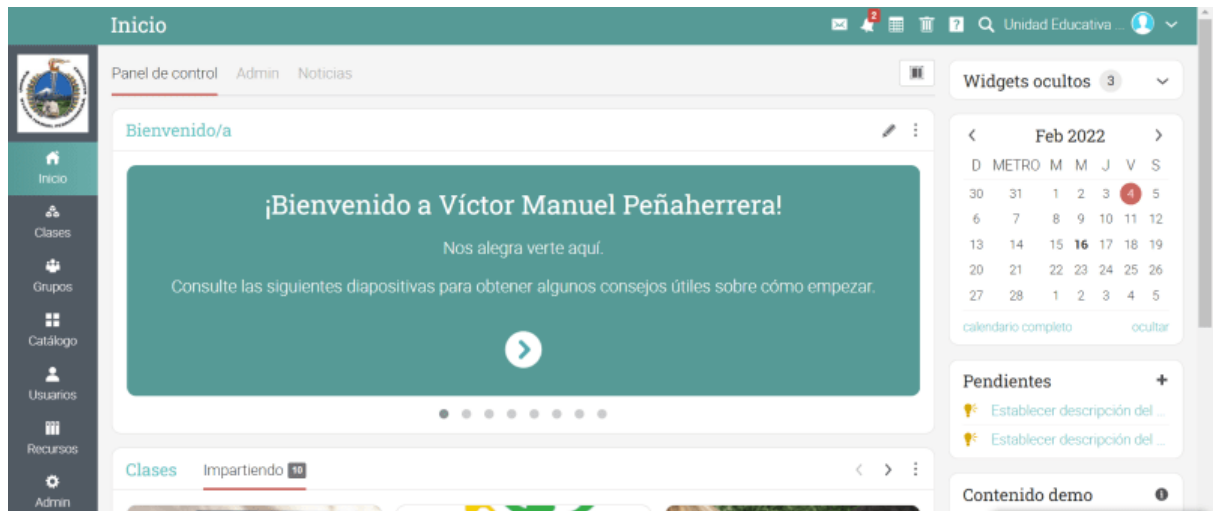 Inicio
2
Unidad Educativa ...
Panel de control Admin Noticias
Widgets ocultos 3
Bienvenido/a
Inicio
Clases
Grupos
Catálogo
Usuarios
Recursos
Admin
¡Bienvenido a Víctor Manuel Peñaherrera!
Nos alegra verte aquí.
Consulte las siguientes diapositivas para obtener algunos consejos útiles sobre cómo empezar.
Clases Impartiendo 10
Feb 2022
D METRO M M J V S
30 31 1 2 3 4 5
6 7 8 9 10 11 12
13 14 15 16 17 18 19
20 21 22 23 24 25 26
27 28 1 2 3 4 5
calendario completo ocultar
Pendientes
Establecer descripción del ...
Establecer descripción del ...
Contenido demo